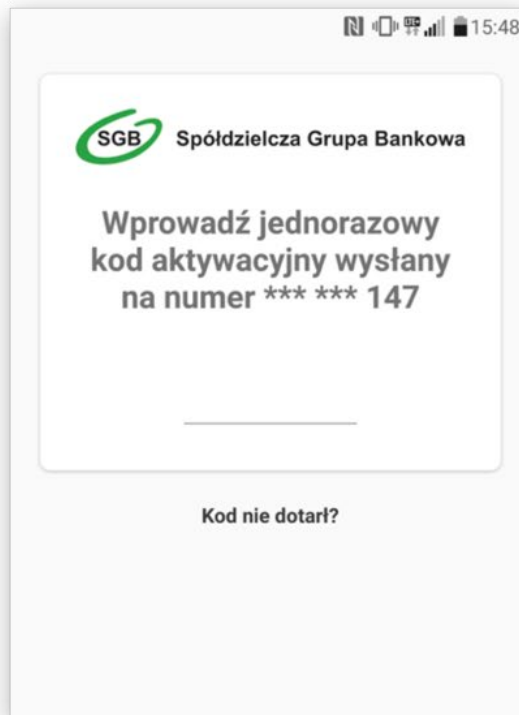 15:48
SGB Spółdzielcza Grupa Bankowa
Wprowadź jednorazowy
kod aktywacyjny wysłany
na numer *** *** 147
Kod nie dotarł?